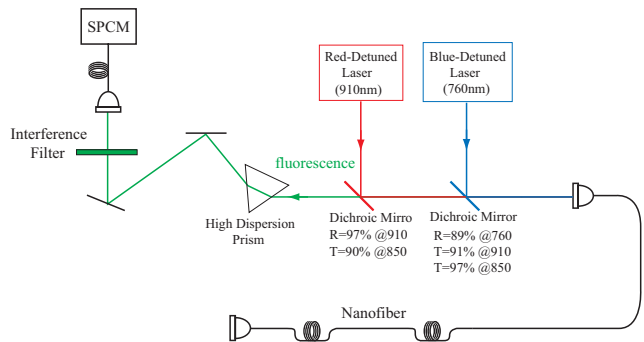 SPCM
Red-Detuned
Laser
(910nm)
Blue-Detuned
Laser
(760nm)
Interference
Filter
fluorescence
High Dispersion
Prism
Dichroic Mirro
R=97% @910
T=90% @850
Dichroic Mirror
R=89% @760
T=91% @910
T=97% @850
Nanofiber